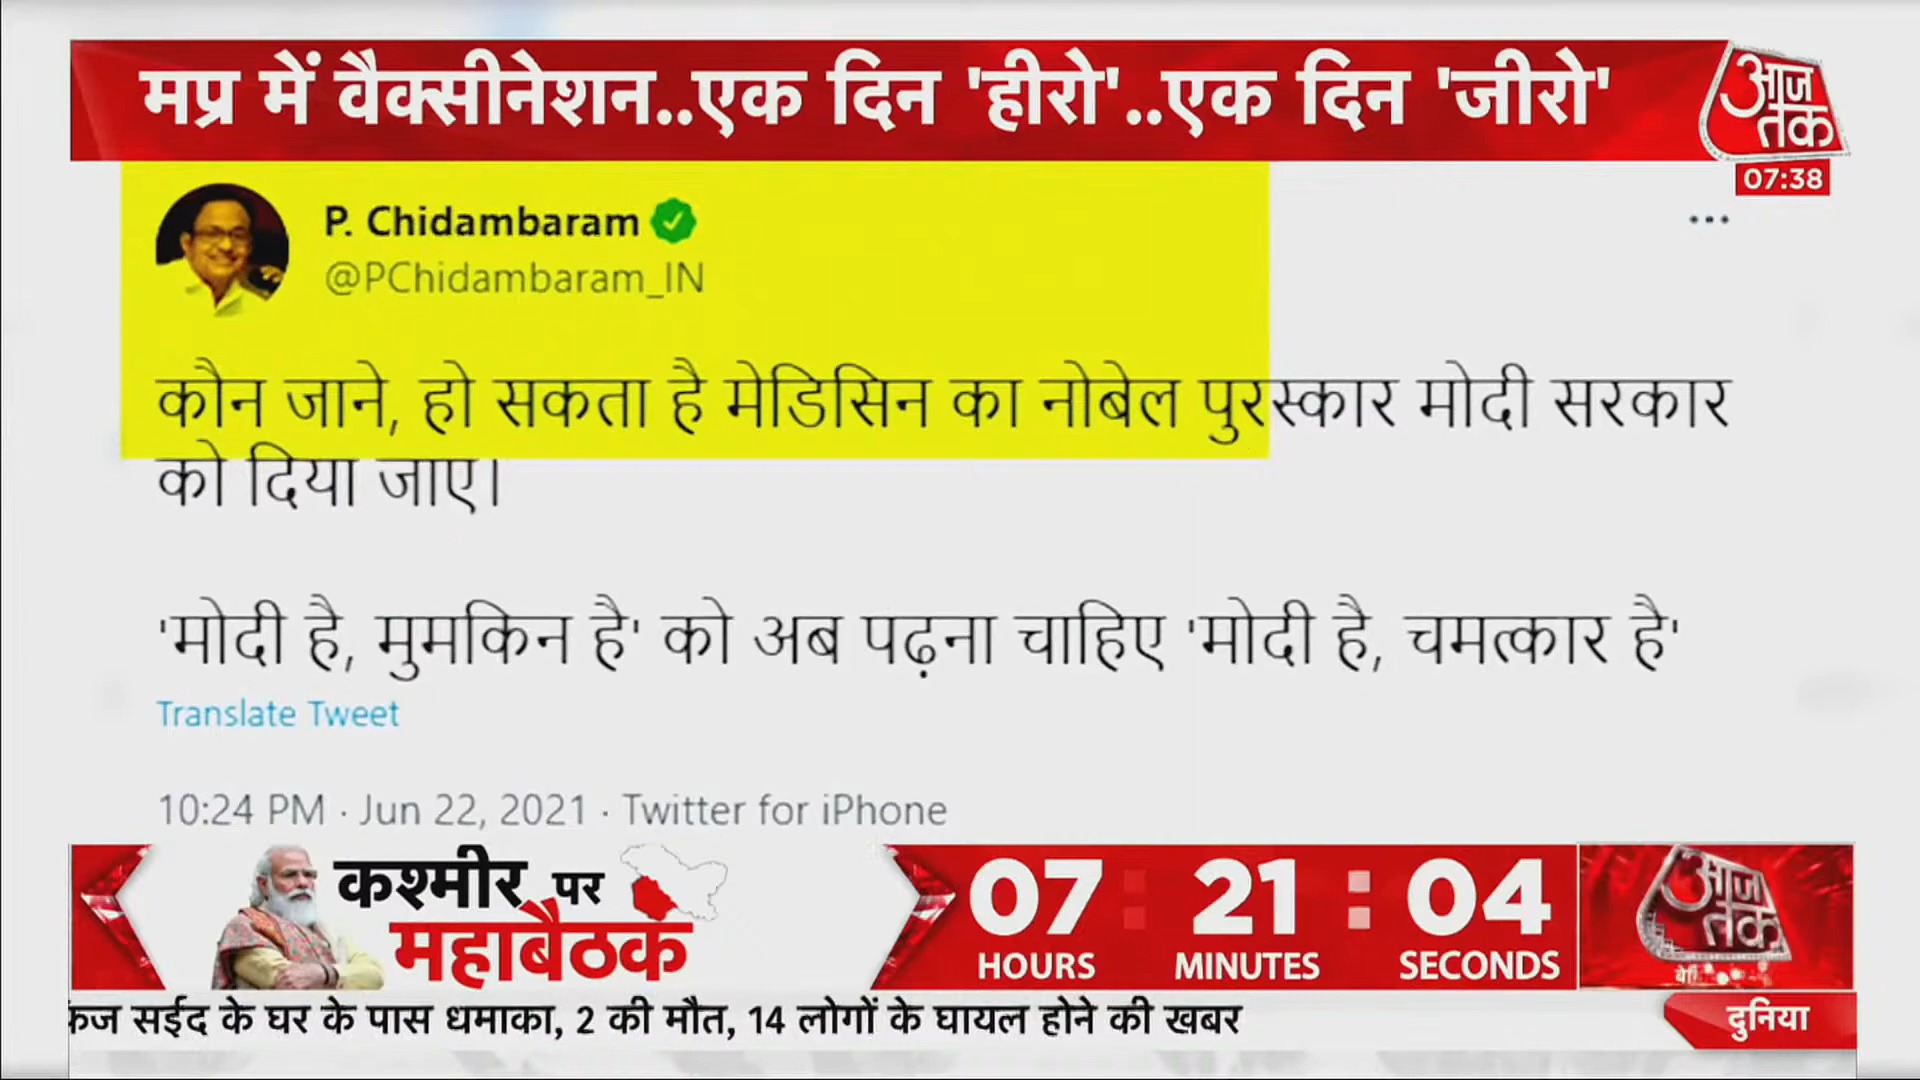 मप्र में वैक्सीनेशन..एक दिन 'हीरो'..एक दिन 'जीरो'
आज
तक
07:38
P. Chidambaram
@PChidambaram_IN
कौन जाने, हो सकता है मेडिसिन का नोबेल पुरस्कार मोदी सरकार
को दिया जाए।
'मोदी है, मुमकिन है' को अब पढ़ना चाहिए 'मोदी है, चमत्कार है'
Translate Tweet
10:24 PM · Jun 22, 2021 · Twitter for iPhone
कश्मीर पर
महाबैठक
07 : 21 : 04
HOURS MINUTES SECONDS
आज
तक
सईद के घर के पास धमाका, 2 की मौत, 14 लोगों के घायल होने की खबर
दुनिया